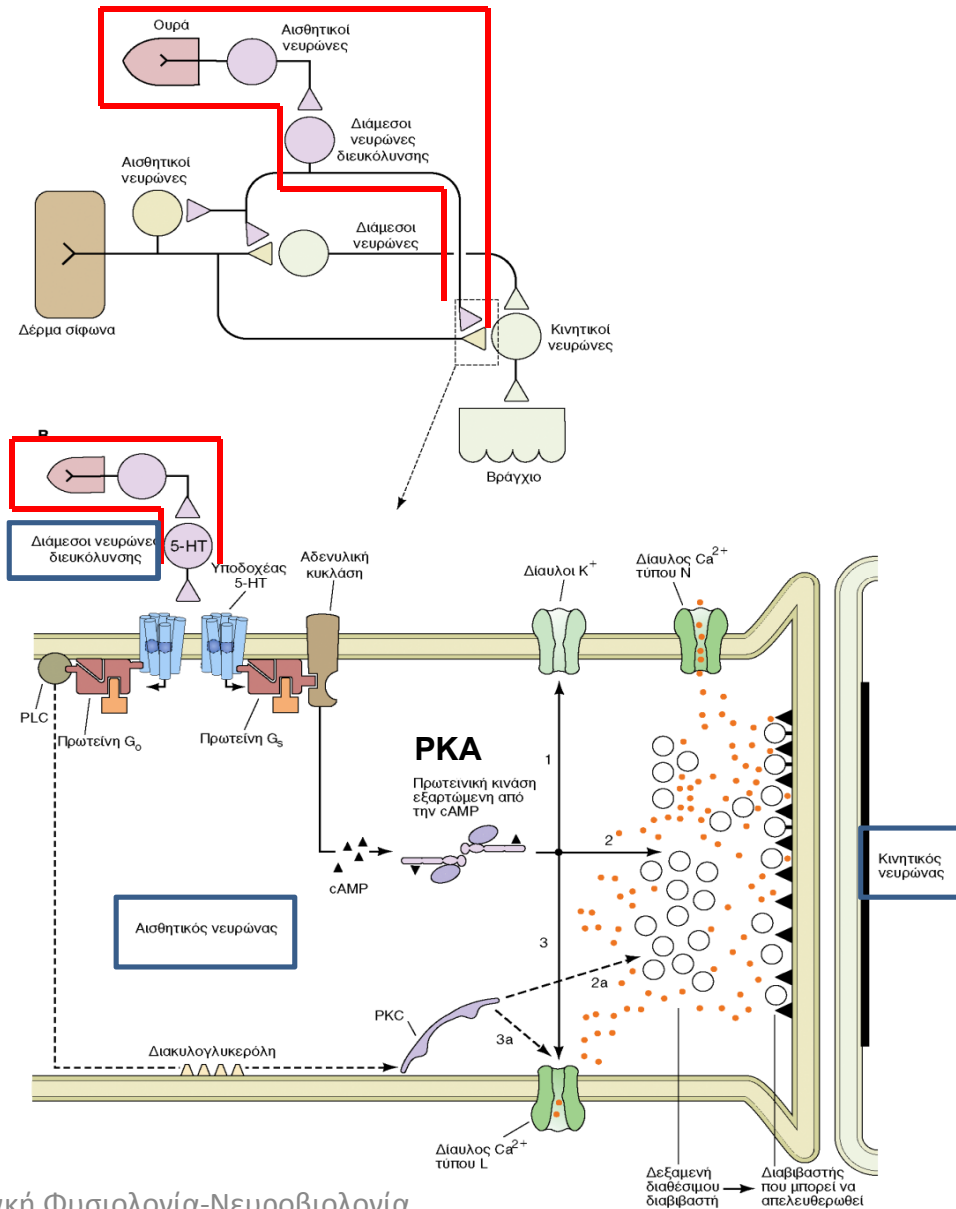 Ουρά
Αισθητικοί
νευρώνες
Διάμεσοι
νευρώνες
διευκόλυνσης
Αισθητικοί
νευρώνες
Διάμεσοι
νευρώνες
Δέρμα σίφωνα
Κινητικοί
νευρώνες
Βράγχιο
Διάμεσοι νευρώνες
διευκόλυνσης
5-HT
Υποδοχέας
5-HT
Αδενυλική
κυκλάση
Δίαυλοι K+
Δίαυλος Ca2+
τύπου N
PLC
Πρωτεΐνη Go
Πρωτεΐνη Gs
PKA
Πρωτεινική κινάση
εξαρτώμενη από
την cAMP
1
2
cAMP
Κινητικός
νευρώνας
Αισθητικός νευρώνας
3
2a
PKC
3a
Διακυλογλυκερόλη
Δίαυλος Ca2+
τύπου L
Δεξαμενή
διαθέσιμου
διαβιβαστή
Διαβιβαστής
που μπορεί να
απελευθερωθεί
Φυσιολογία-Νευροβιολογία